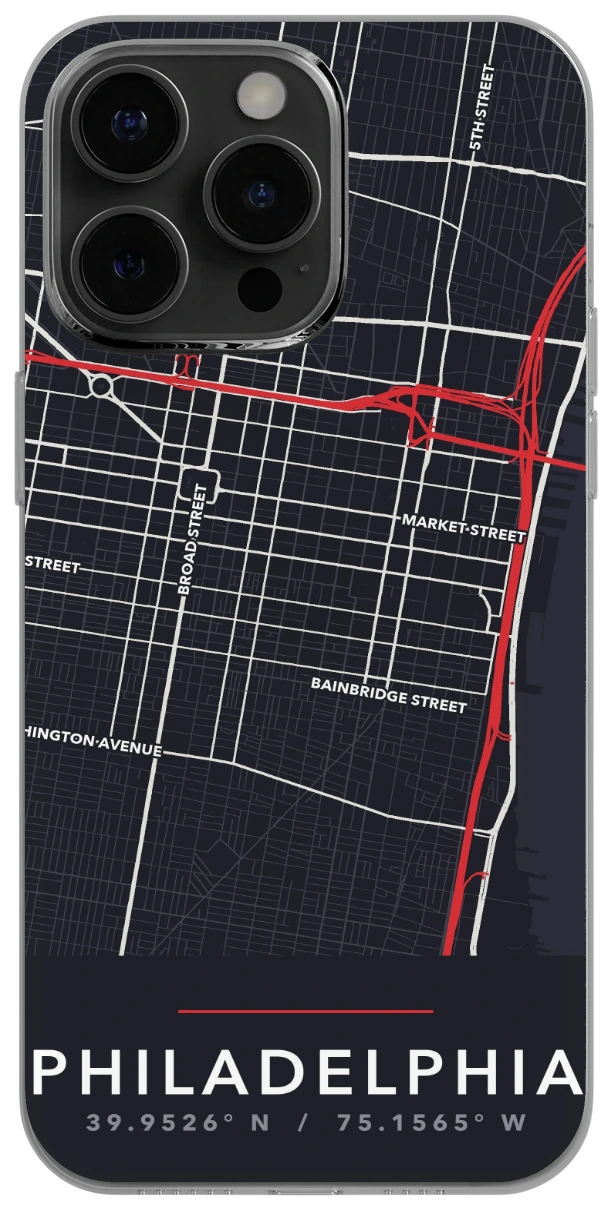 5TH STREET
MARKET STREET
BROAD STREET
STREET
BAINBRIDGE STREET
HINGTON AVENUE
PHILADELPHIA
39.9526° N / 75.1565° W